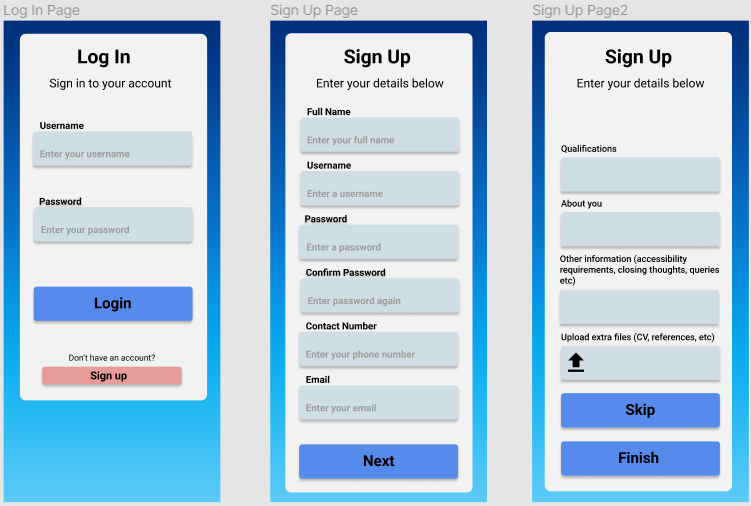 Log In Page
Log In
Sign in to your account
Username
Enter your username
Password
Enter your password
Login
Don't have an account?
Sign up
Sign Up Page
Sign Up
Enter your details below
Full Name
Enter your full name
Username
Enter a username
Password
Enter a password
Confirm Password
Enter password again
Contact Number
Enter your phone number
Email
Enter your email
Next
Sign Up Page2
Sign Up
Enter your details below
Qualifications
About you
Other information (accessibility
requirements, closing thoughts, queries
etc)
Upload extra files (CV, references, etc)
Skip
Finish